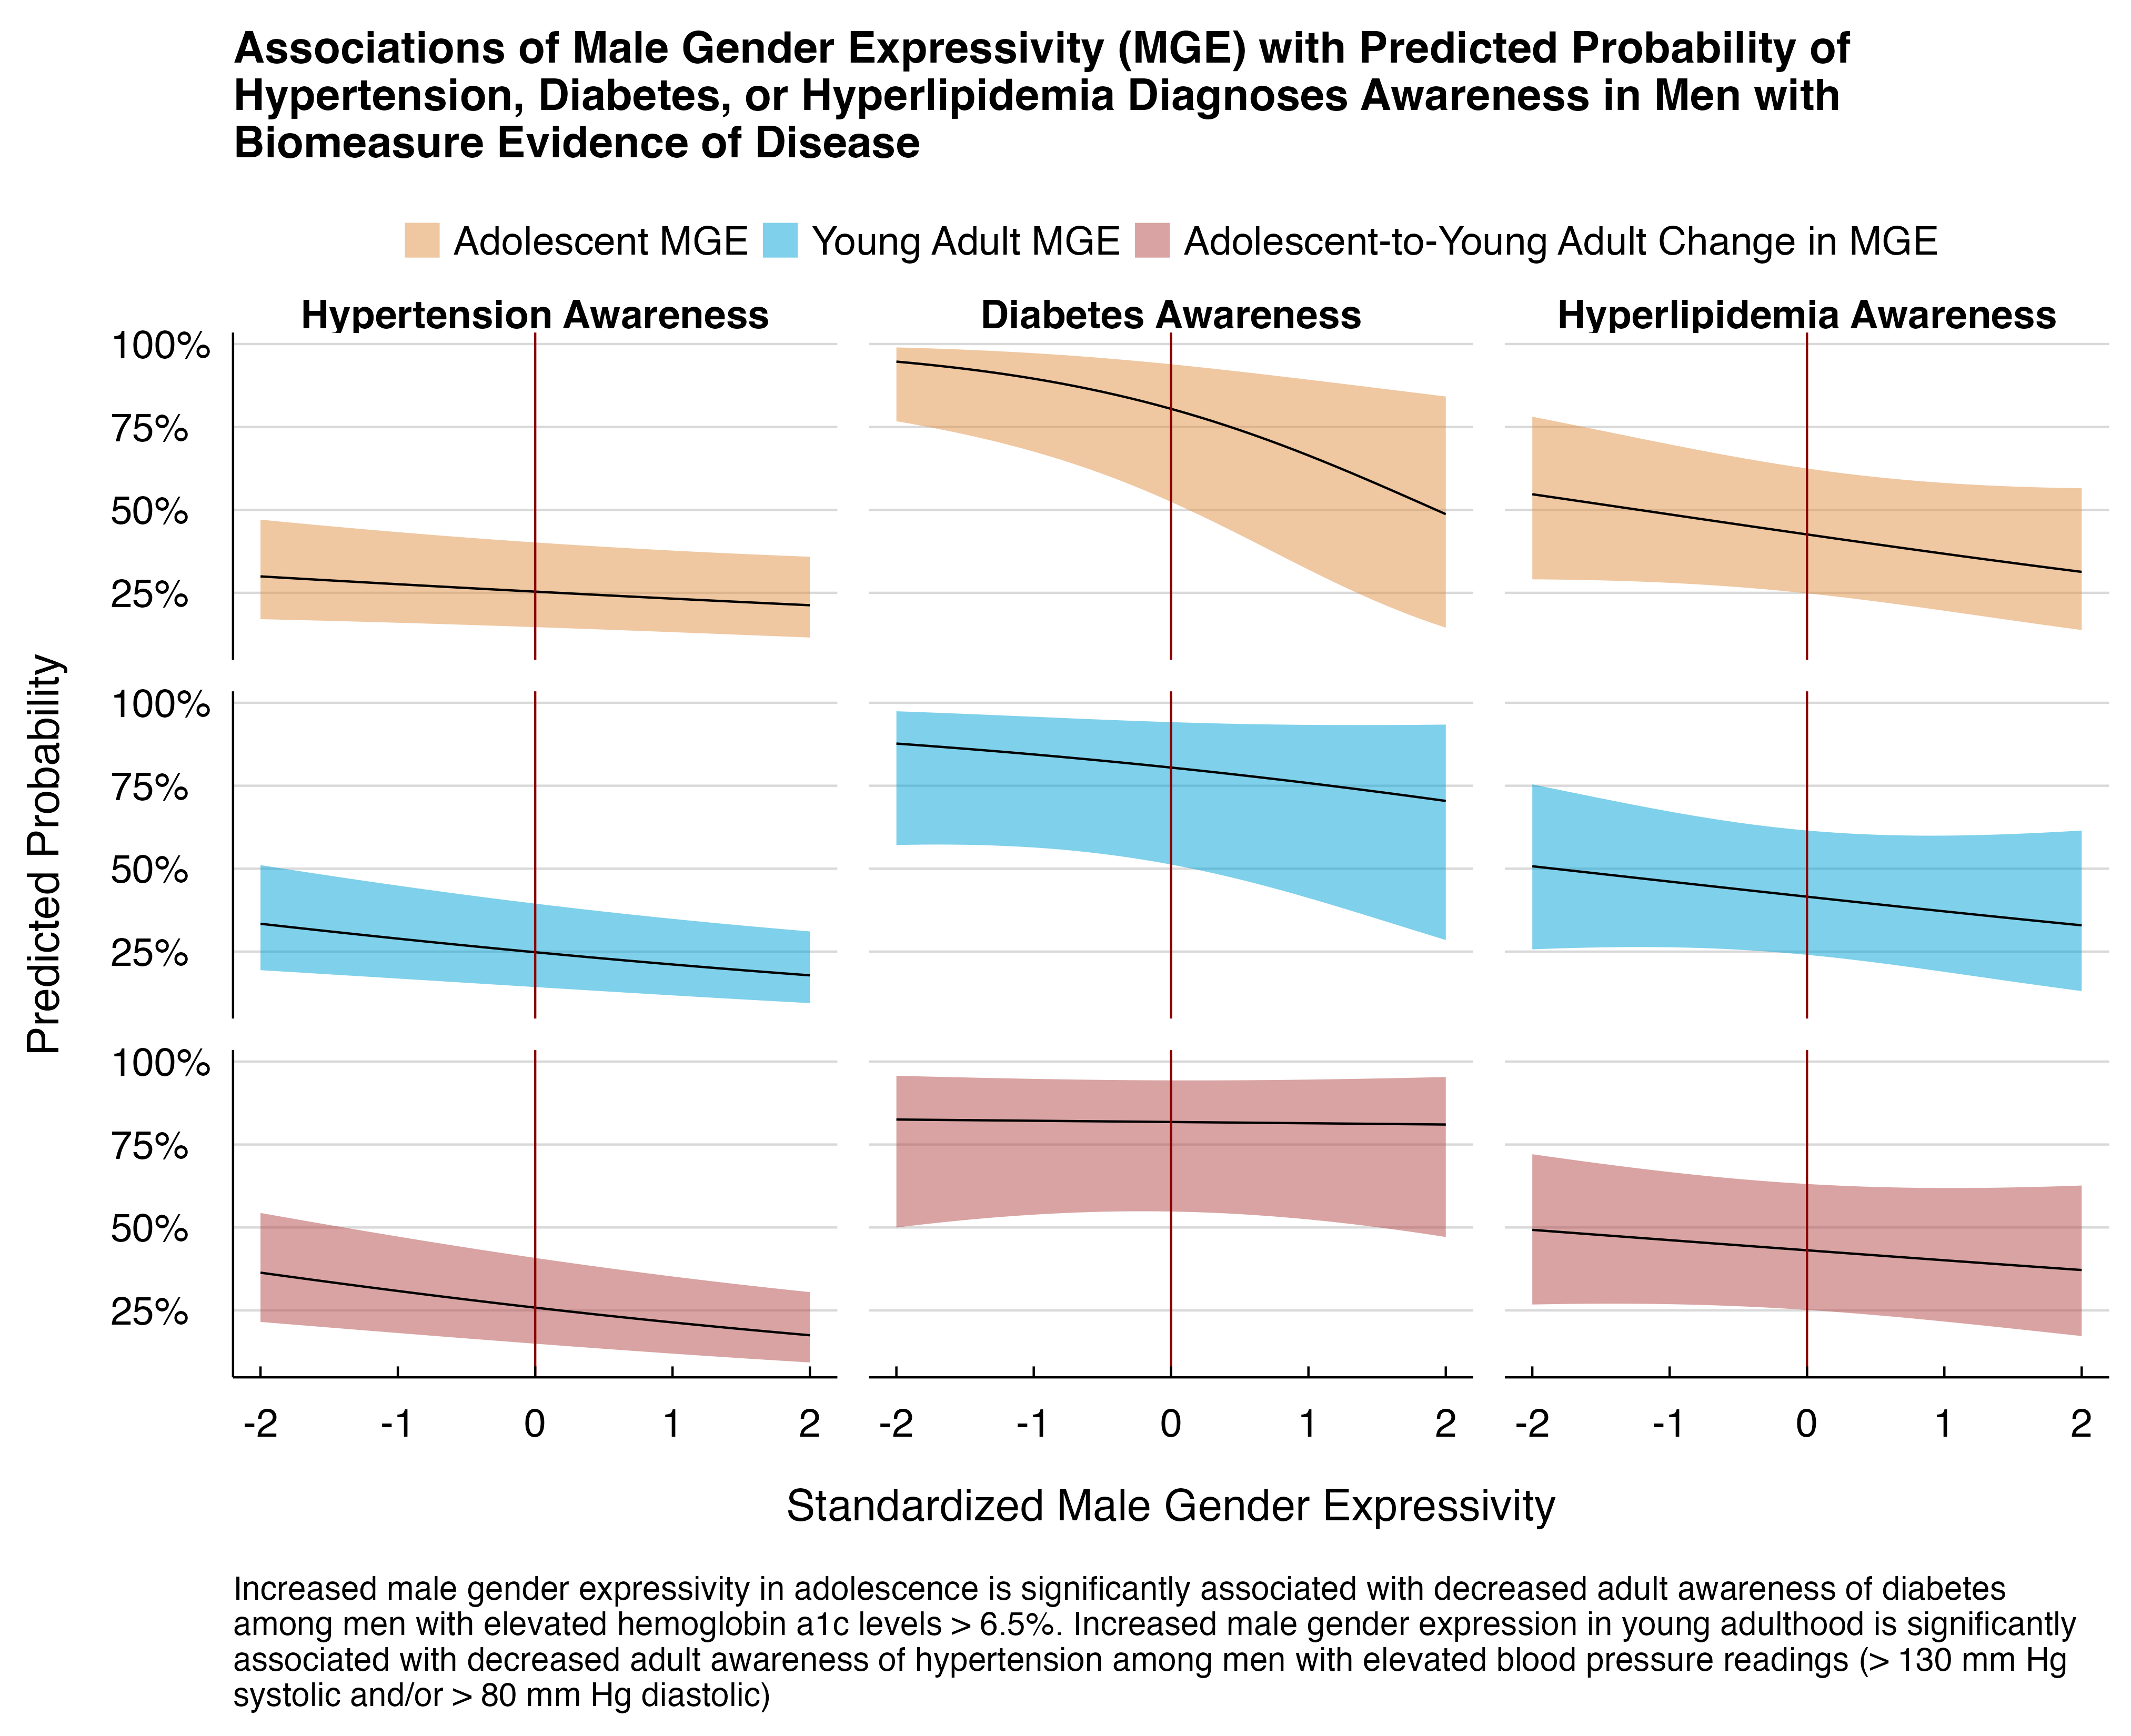 Associations of Male Gender Expressivity (MGE) with Predicted Probability of
Hypertension, Diabetes, or Hyperlipidemia Diagnoses Awareness in Men with
Biomeasure Evidence of Disease
Adolescent MGE Young Adult MGE Adolescent-to-Young Adult Change in MGE
Hypertension Awareness Diabetes Awareness Hyperlipidemia Awareness
100%
75%
50%
25%
100%
75%
50%
25%
100%
75%
50%
25%
Predicted Probability
-2 -1 0 1 2 -2 -1 0 1 2 -2 -1 0 1 2
Standardized Male Gender Expressivity
Increased male gender expressivity in adolescence is significantly associated with decreased adult awareness of diabetes
among men with elevated hemoglobin a1c levels > 6.5%. Increased male gender expression in young adulthood is significantly
associated with decreased adult awareness of hypertension among men with elevated blood pressure readings (> 130 mm Hg
systolic and/or > 80 mm Hg diastolic)